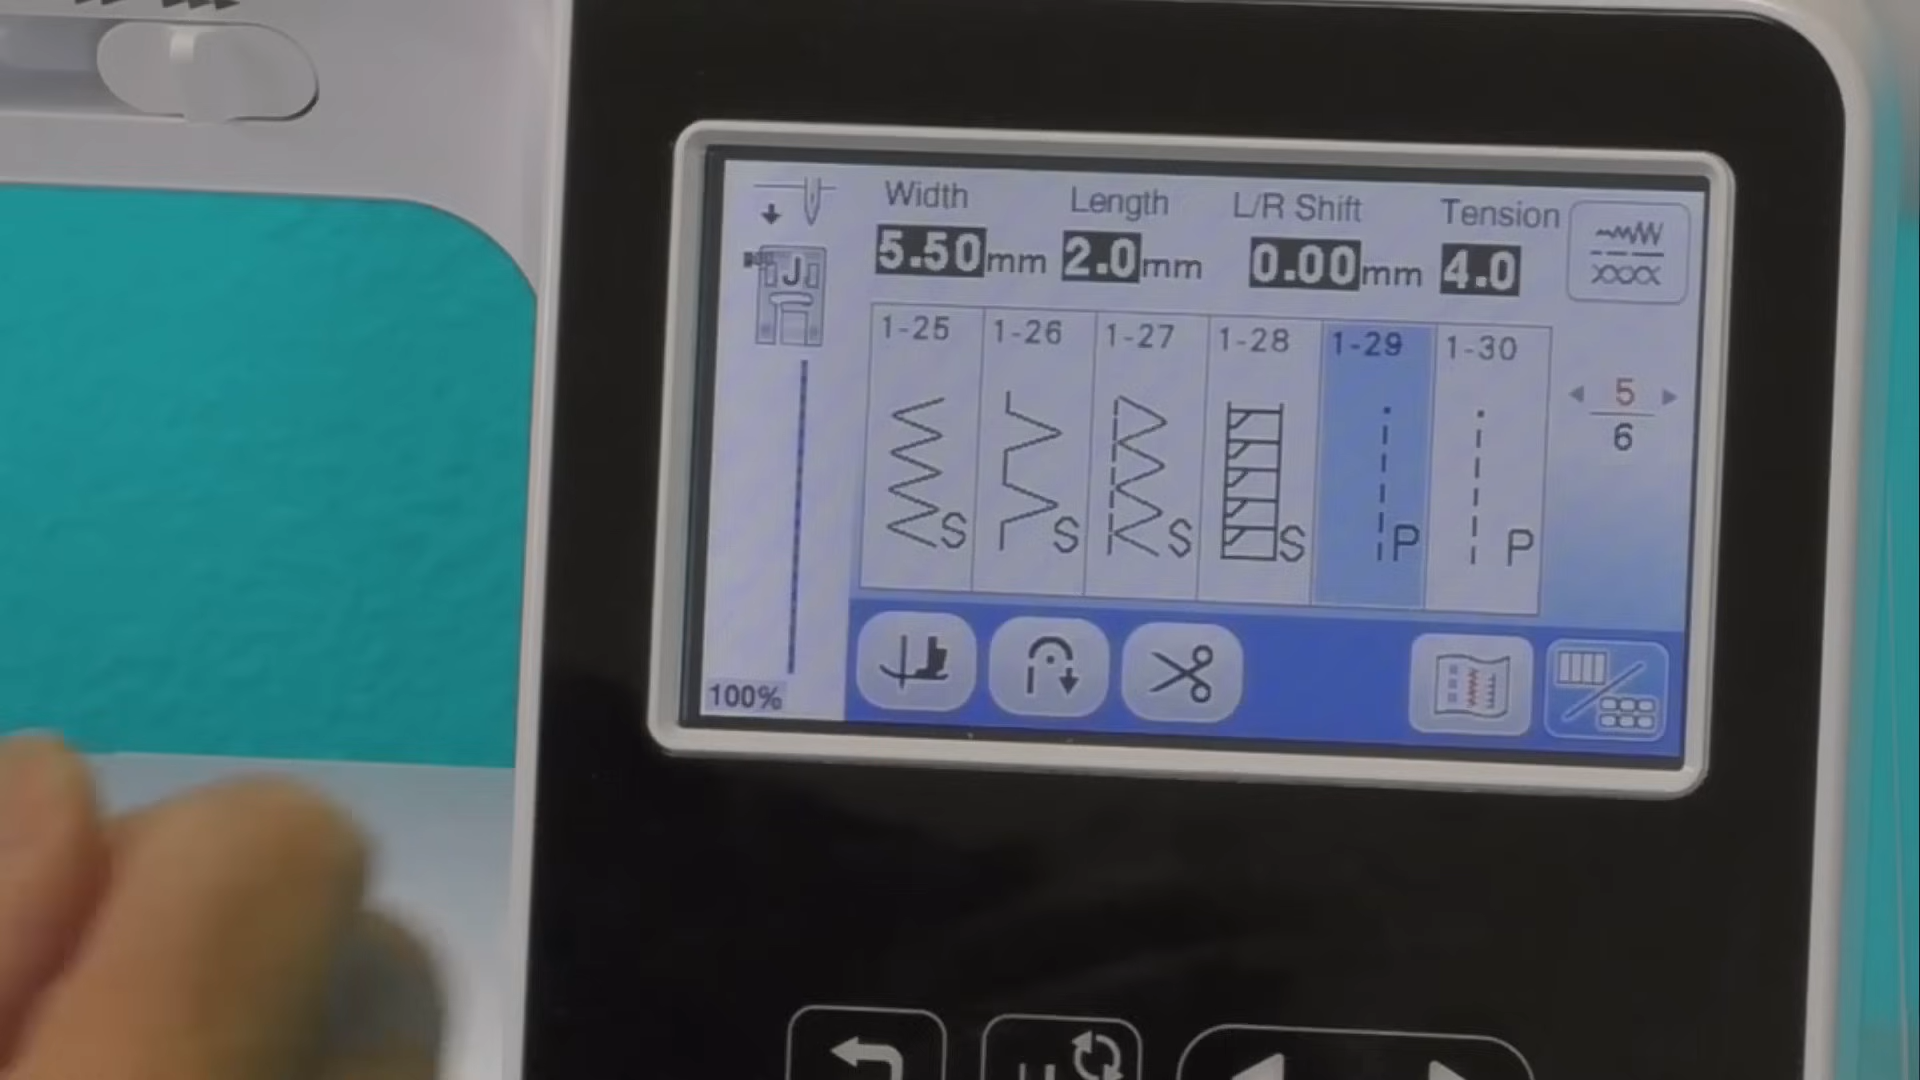 Width Length L/R Shift Tension
5.50mm 2.0mm 0.00mm 4.0
J
1-25 1-26 1-27 1-28 1-29 1-30
5
6
S S S S P P
100%